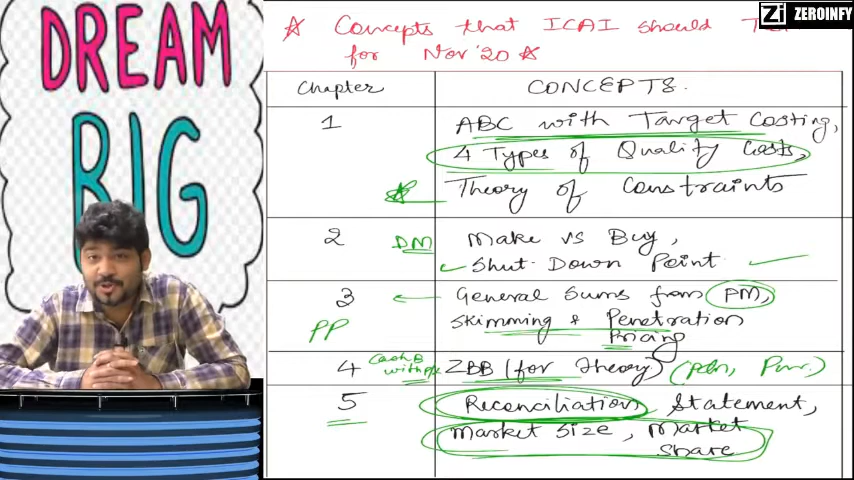 DREAM
BIG
Zi ZEROINFY
☆ Concepts that ICAI should
for Nov'20 ☆
Chapter CONCEPTS.
1 ABC with Target Costing,
4 Types of Quality Costs,
Theory of Constraints
2 DM Make vs Buy,
Shut-Down Point
3 General Sums from PM,
PP Skimming & Penetration
Pricing
4 Cash B ZBB (for Theory)
5 Reconciliation Statement,
Market Size, Market
Share